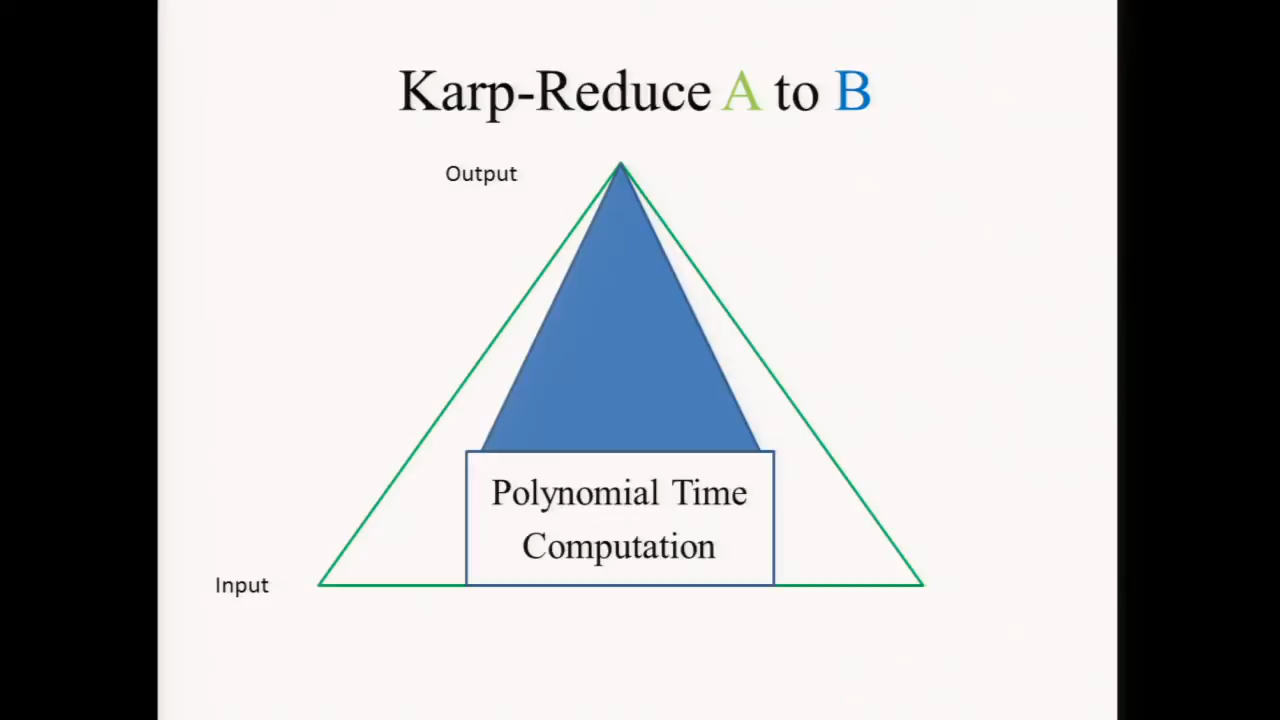 Karp-Reduce A to B
Output
Polynomial Time
Computation
Input